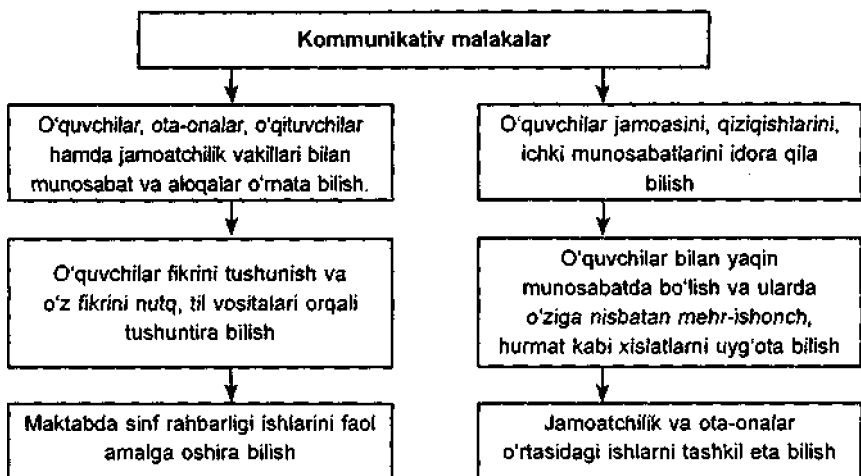 Kommunikativ malakalar
O‘quvchilar, ota-onalar, o‘qituvchilar
hamda jamoatchilik vakillari bilan
munosabat va aloqalar o‘rnata bilish.
O‘quvchilar fikrini tushunish va
o‘z fikrini nutq, til vositalari orqali
tushuntira bilish
Maktabda sinf rahbarligi ishlarini faol
amalga oshira bilish
O‘quvchilar jamoasini, qiziqishlarini,
ichki munosabatlarini idora qila
bilish
O‘quvchilar bilan yaqin
munosabatda bo‘lish va ularda
o‘ziga nisbatan mehr-ishonch,
hurmat kabi xislatlarni uyg‘ota bilish
Jamoatchilik va ota-onalar
o‘rtasidagi ishlarni tashkil eta bilish